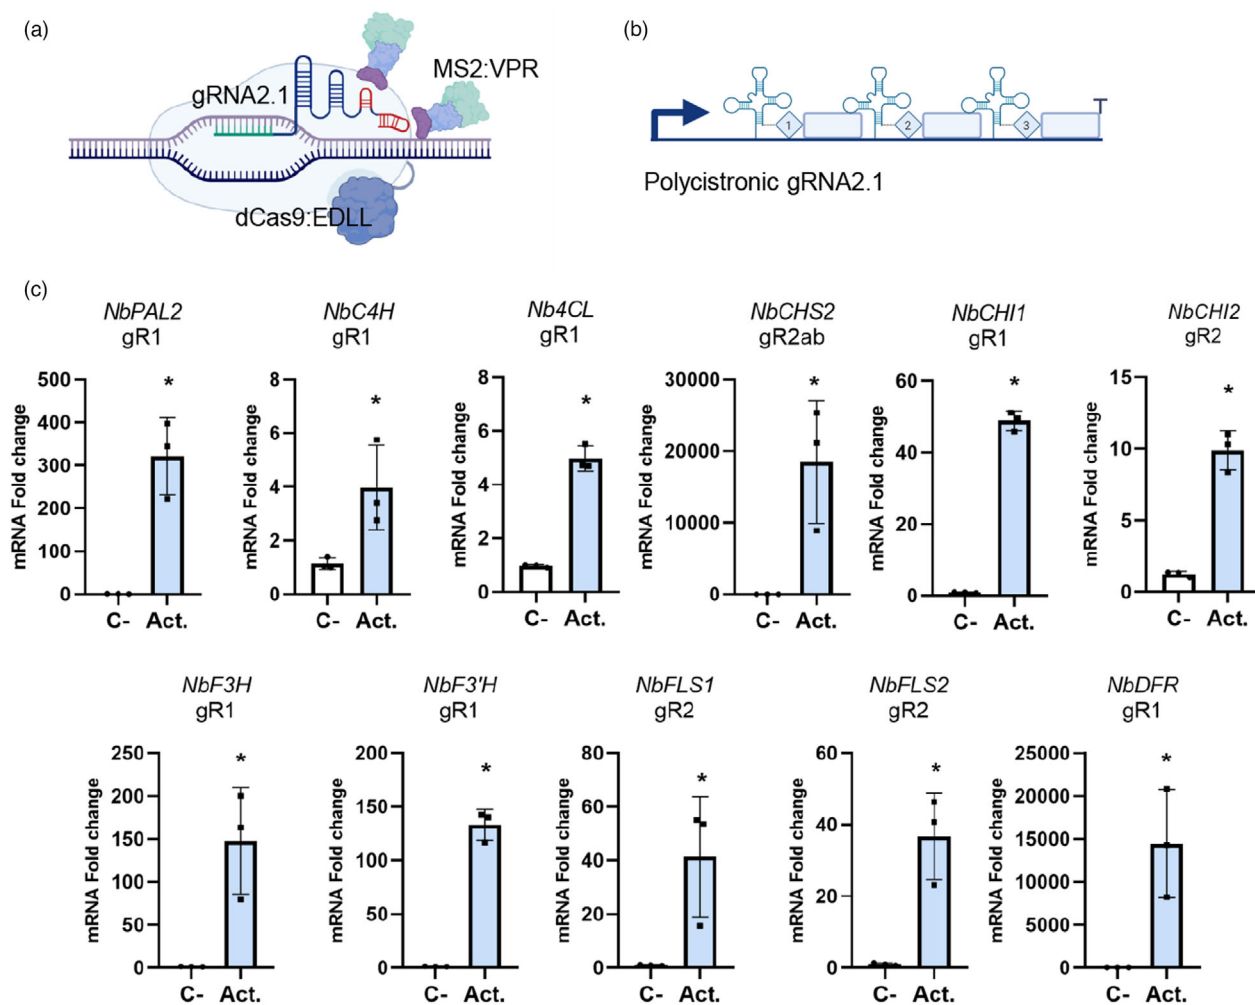 (a)
MS2:VPR
gRNA2.1
dCas9:EDLL
(b)
1 2 3
Polycistronic gRNA2.1
(c)
NbPAL2
gR1
mRNA Fold change
500
400
300
200
100
0
*
C- Act.
NbC4H
gR1
mRNA Fold change
8
6
4
2
0
*
C- Act.
Nb4CL
gR1
mRNA Fold change
8
6
4
2
0
*
C- Act.
NbCHS2
gR2ab
mRNA Fold change
30000
20000
10000
0
*
C- Act.
NbCHI1
gR1
mRNA Fold change
60
40
20
0
*
C- Act.
NbCHI2
gR2
mRNA Fold change
15
10
5
0
*
C- Act.
NbF3H
gR1
mRNA Fold change
250
200
150
100
50
0
*
C- Act.
NbF3'H
gR1
mRNA Fold change
200
150
100
50
0
*
C- Act.
NbFLS1
gR2
mRNA Fold change
80
60
40
20
0
*
C- Act.
NbFLS2
gR2
mRNA Fold change
60
40
20
0
*
C- Act.
NbDFR
gR1
mRNA Fold change
25000
20000
15000
10000
5000
0
*
C- Act.